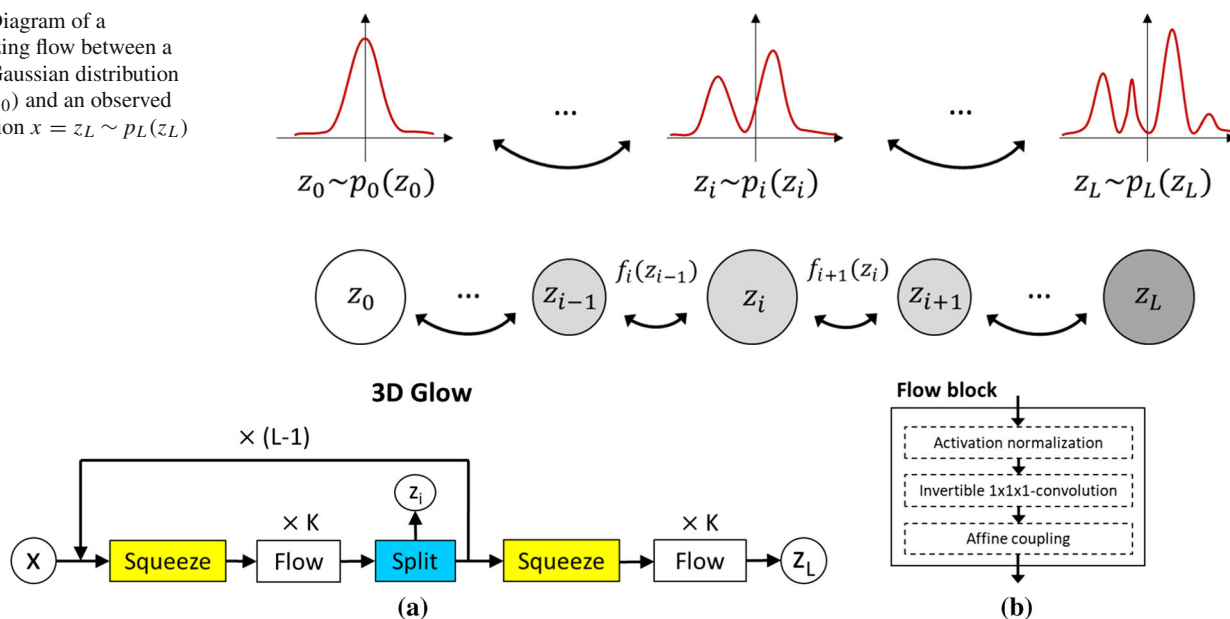 Diagram of a
zing flow between a
Gaussian distribution
0) and an observed
ion x = z_L ∼ p_L(z_L)
... ...
z_0~p_0(z_0) z_i~p_i(z_i) z_L~p_L(z_L)
f_i(z_{i−1}) f_{i+1}(z_i)
z_0 ... z_{i−1} z_i z_{i+1} ... z_L
3D Glow
× (L-1)
z_i
× K × K
X Squeeze Flow Split Squeeze Flow Z_L
(a)
Flow block
Activation normalization
Invertible 1x1x1-convolution
Affine coupling
(b)